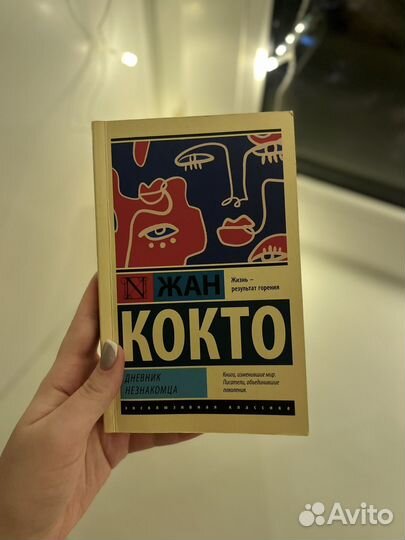 N
ЖАН
Жизнь –
результат горения
КОКТО
ДНЕВНИК
НЕЗНАКОМЦА
Книги, изменившие мир.
Писатели, объединившие
поколения.
ЭКСКЛЮЗИВНАЯ КЛАССИКА
Avito